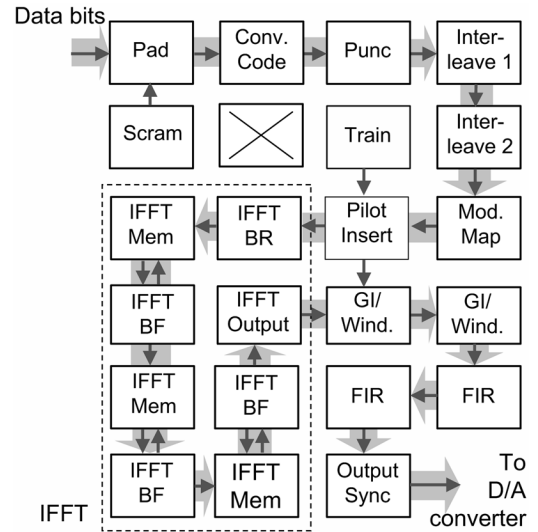 Data bits
Pad
Conv.
Code
Punc
Inter-
leave 1
Scram
Train
Inter-
leave 2
IFFT
Mem
IFFT
BR
Pilot
Insert
Mod.
Map
IFFT
BF
IFFT
Output
GI/
Wind.
GI/
Wind.
IFFT
Mem
IFFT
BF
FIR
FIR
IFFT
BF
IFFT
Mem
Output
Sync
To
D/A
converter
IFFT